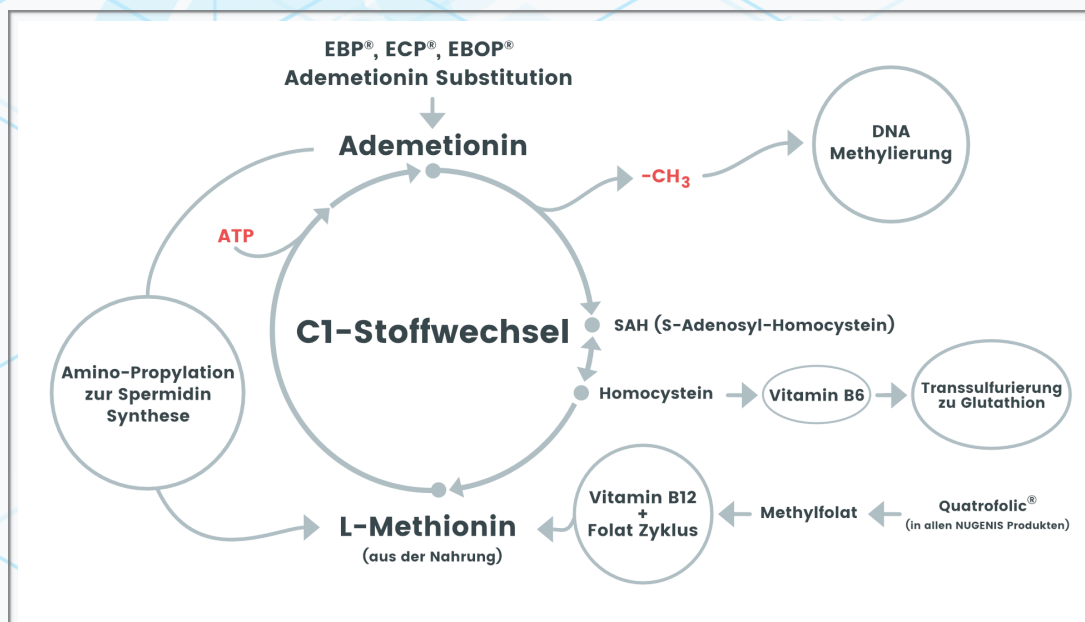 EBP®, ECP®, EBOP®
Ademetionin Substitution
Ademetionin
-CH₃
DNA
Methylierung
ATP
C1-Stoffwechsel
SAH (S-Adenosyl-Homocystein)
Amino-Propylation
zur Spermidin
Synthese
Homocystein
Vitamin B6
Transsulfurierung
zu Glutathion
L-Methionin
(aus der Nahrung)
Vitamin B12
+
Folat Zyklus
Methylfolat
Quatrofolic®
(in allen NUGENIS Produkten)